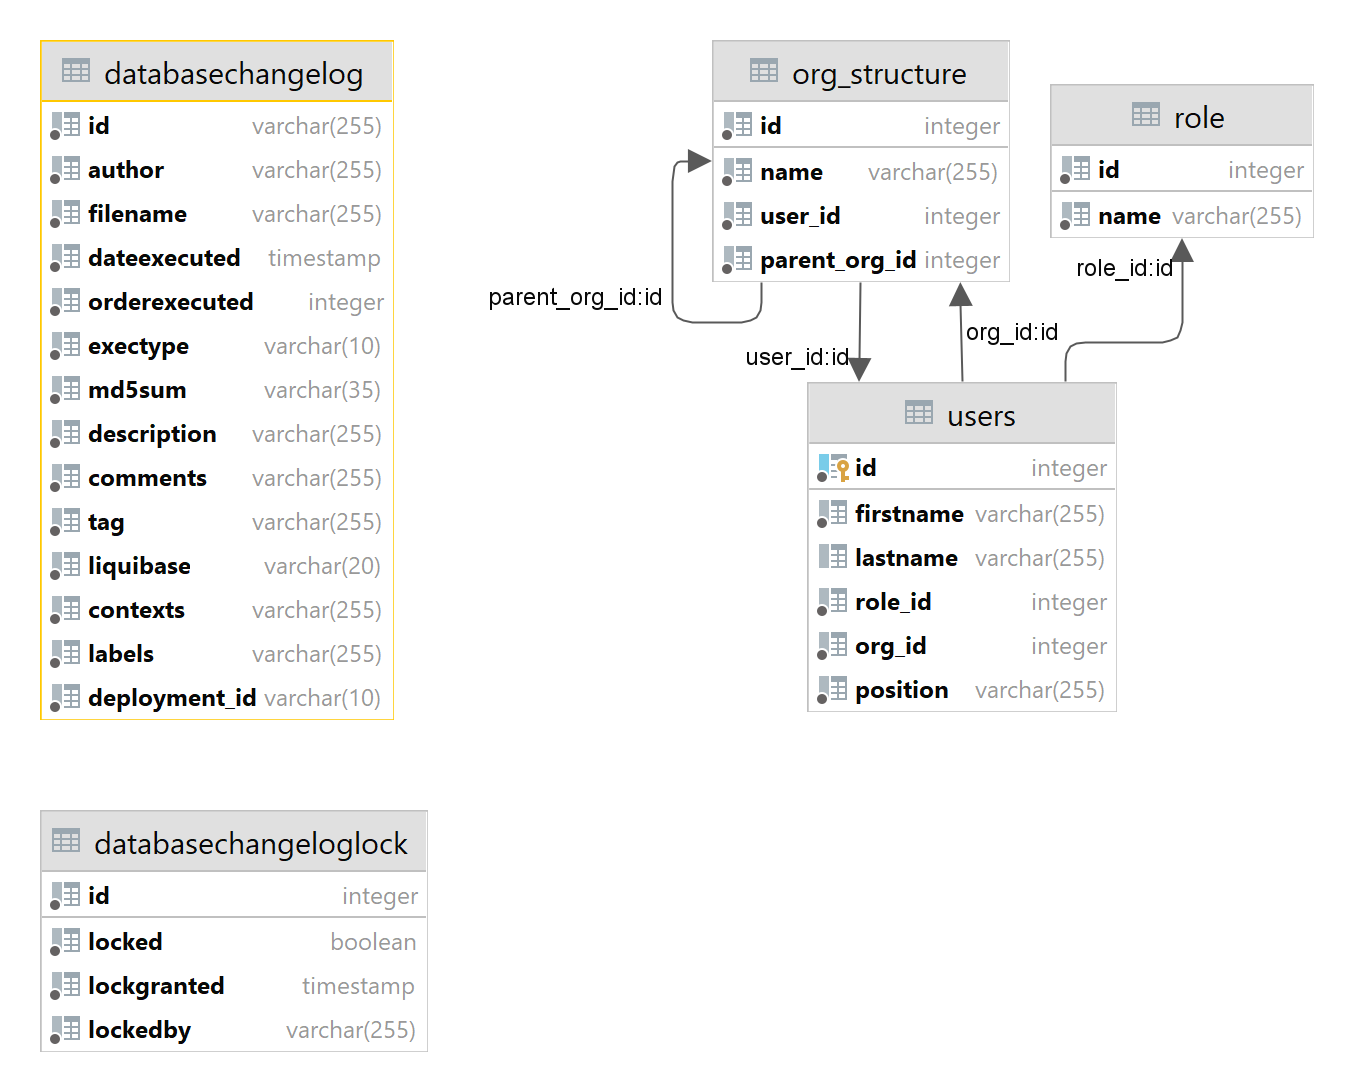 databasechangelog
id varchar(255)
author varchar(255)
filename varchar(255)
dateexecuted timestamp
orderexecuted integer
exectype varchar(10)
md5sum varchar(35)
description varchar(255)
comments varchar(255)
tag varchar(255)
liquibase varchar(20)
contexts varchar(255)
labels varchar(255)
deployment_id varchar(10)
org_structure
id integer
name varchar(255)
user_id integer
parent_org_id integer
role
id integer
name varchar(255)
parent_org_id:id
user_id:id
org_id:id
role_id:id
users
id integer
firstname varchar(255)
lastname varchar(255)
role_id integer
org_id integer
position varchar(255)
databasechangeloglock
id integer
locked boolean
lockgranted timestamp
lockedby varchar(255)